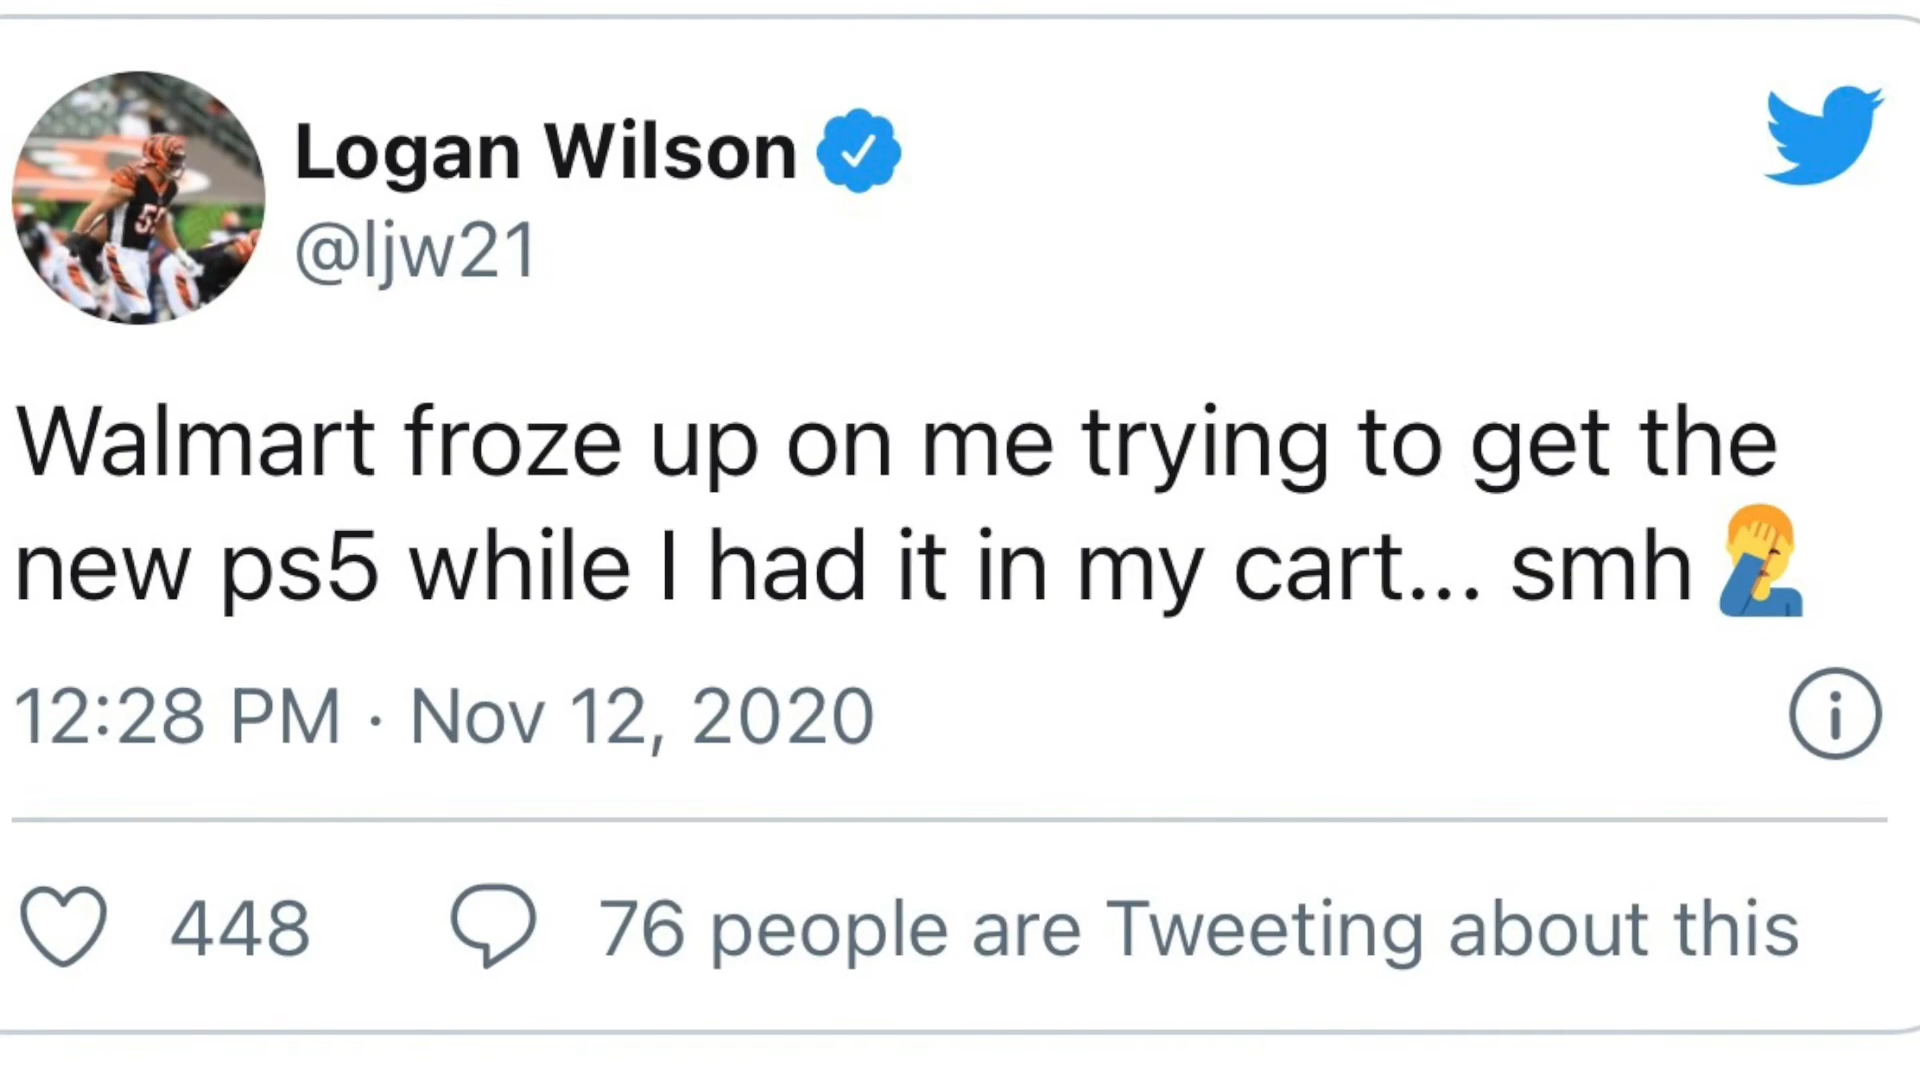 Logan Wilson
@ljw21
Walmart froze up on me trying to get the
new ps5 while I had it in my cart... smh 🤦‍♂️
12:28 PM · Nov 12, 2020
448 76 people are Tweeting about this